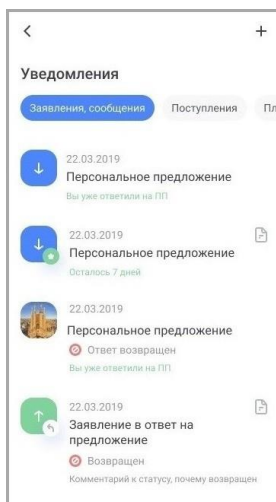 Уведомления
Заявления, сообщения Поступления Пл
22.03.2019
Персональное предложение
Вы уже ответили на ПП
22.03.2019
Персональное предложение
Осталось 7 дней
22.03.2019
Персональное предложение
Ответ возвращен
Вы уже ответили на ПП
22.03.2019
Заявление в ответ на
предложение
Возвращен
Комментарий к статусу, почему возвращен